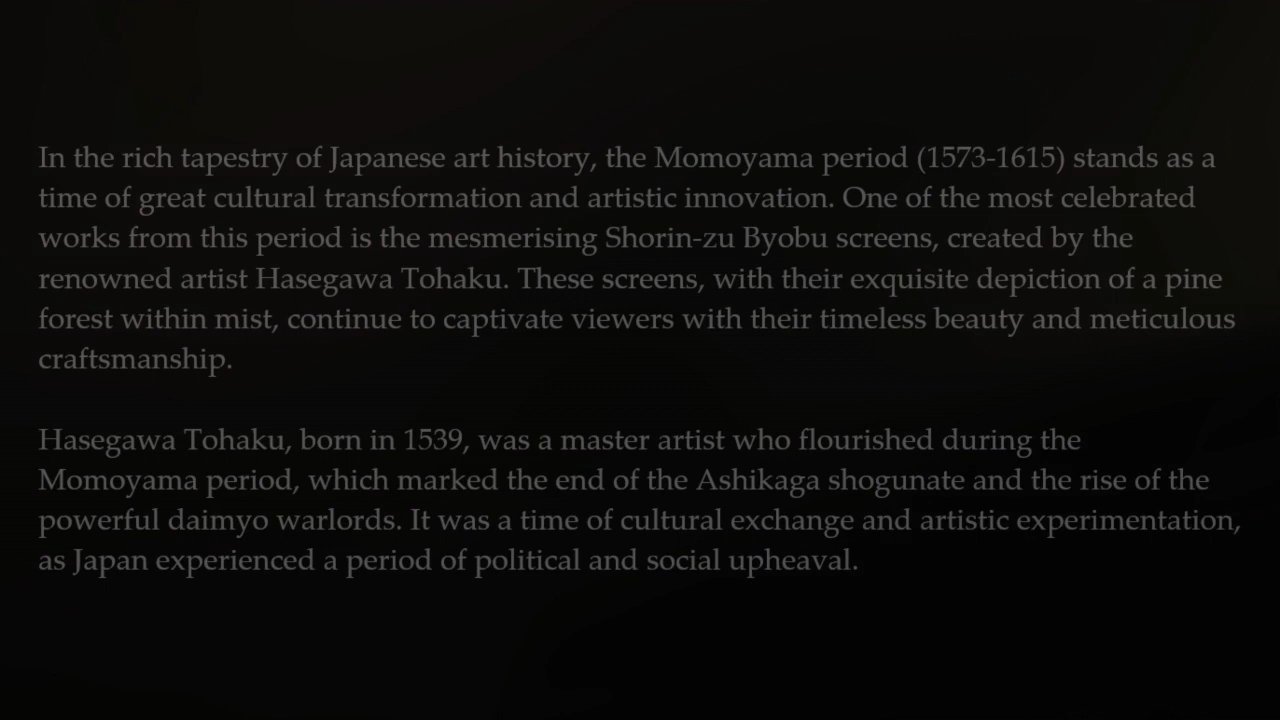 In the rich tapestry of Japanese art history, the Momoyama period (1573-1615) stands as a
time of great cultural transformation and artistic innovation. One of the most celebrated
works from this period is the mesmerising Shorin-zu Byobu screens, created by the
renowned artist Hasegawa Tohaku. These screens, with their exquisite depiction of a pine
forest within mist, continue to captivate viewers with their timeless beauty and meticulous
craftsmanship.

Hasegawa Tohaku, born in 1539, was a master artist who flourished during the
Momoyama period, which marked the end of the Ashikaga shogunate and the rise of the
powerful daimyo warlords. It was a time of cultural exchange and artistic experimentation,
as Japan experienced a period of political and social upheaval.